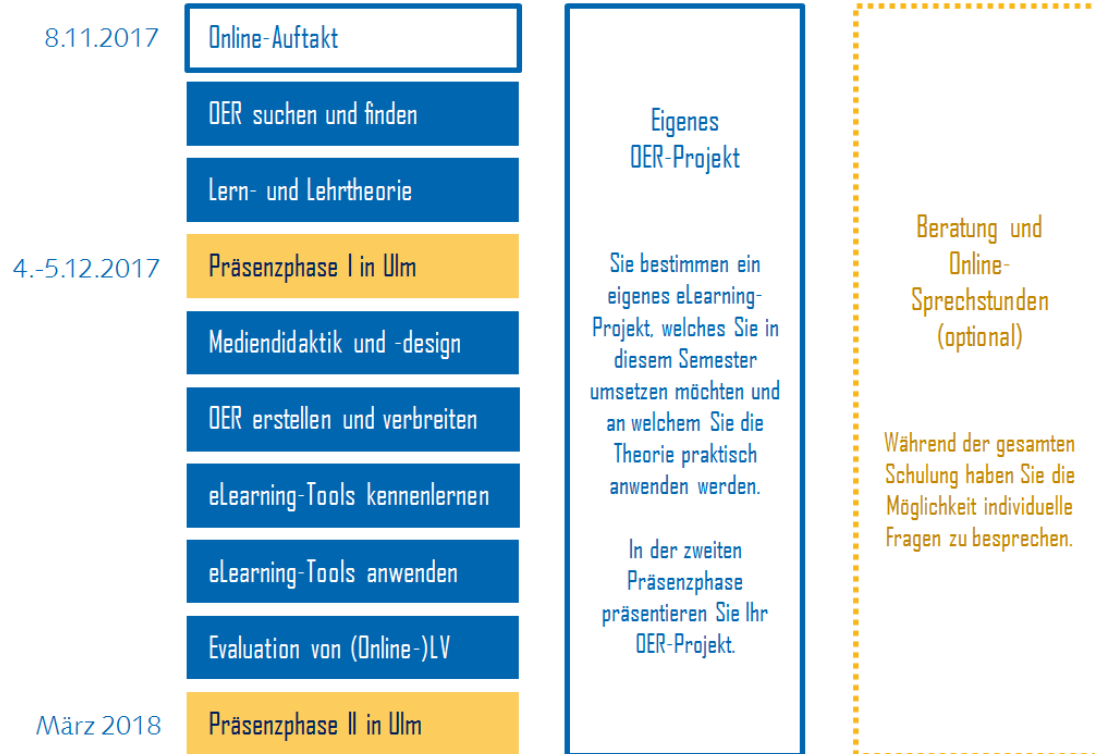 8.11.2017
Online-Auftakt
OER suchen und finden
Lern- und Lehrtheorie
4.-5.12.2017
Präsenzphase I in Ulm
Mediendidaktik und -design
OER erstellen und verbreiten
eLearning-Tools kennenlernen
eLearning-Tools anwenden
Evaluation von (Online-)LV
März 2018
Präsenzphase II in Ulm
Eigenes
OER-Projekt
Sie bestimmen ein
eigenes eLearning-
Projekt, welches Sie in
diesem Semester
umsetzen möchten und
an welchem Sie die
Theorie praktisch
anwenden werden.
In der zweiten
Präsenzphase
präsentieren Sie Ihr
OER-Projekt.
Beratung und
Online-
Sprechstunden
(optional)
Während der gesamten
Schulung haben Sie die
Möglichkeit individuelle
Fragen zu besprechen.